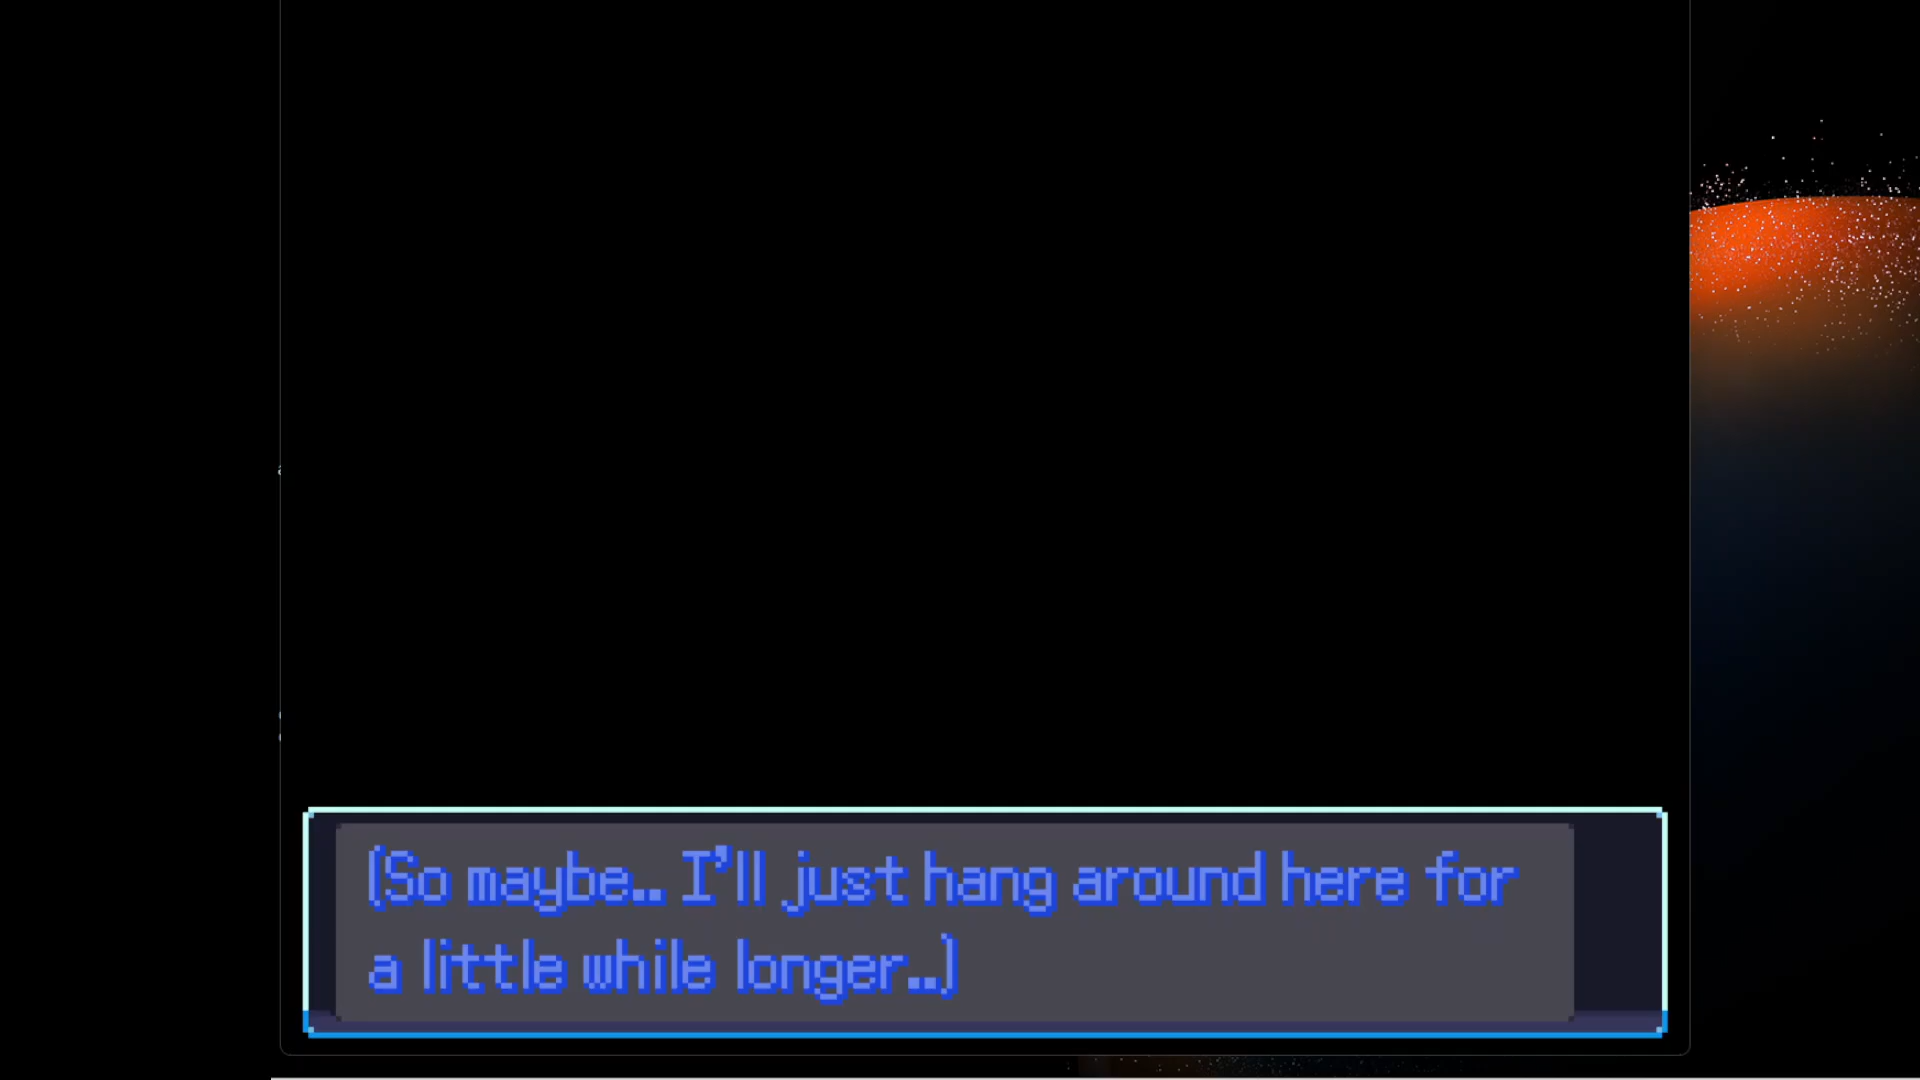 (So maybe.. I'll just hang around here for
a little while longer..)